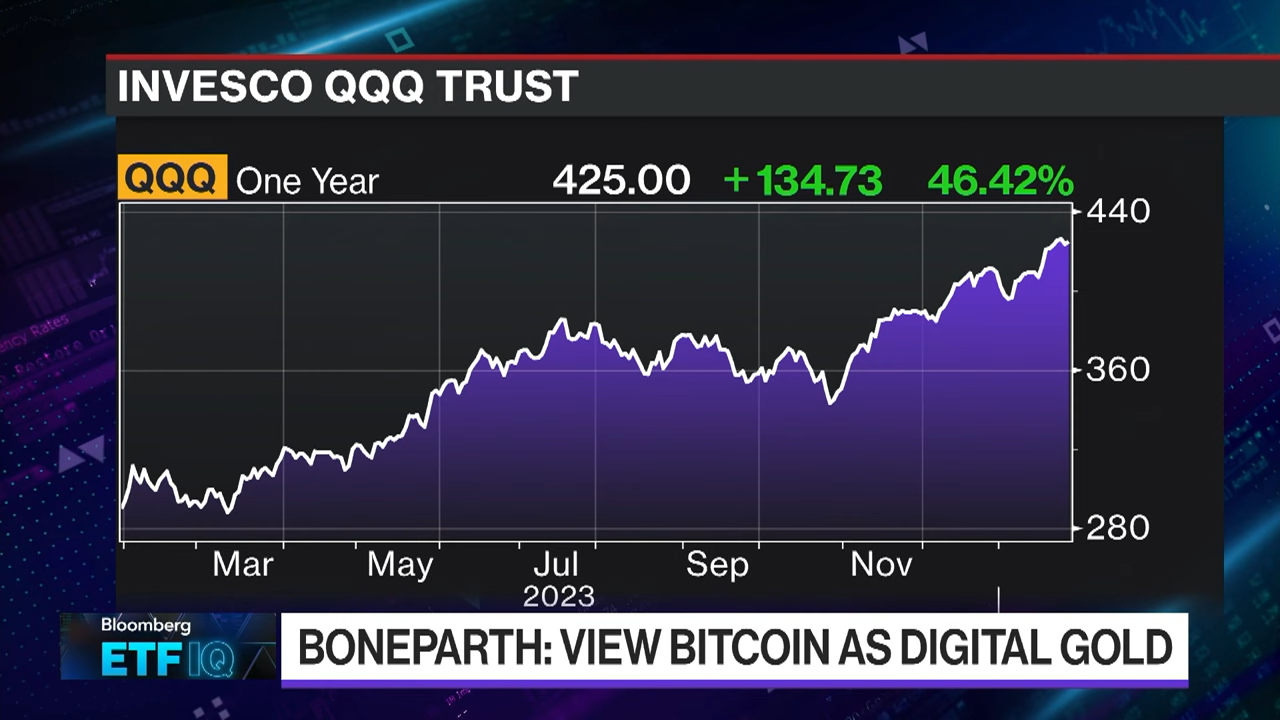 INVESCO QQQ TRUST
QQQ One Year 425.00 +134.73 46.42%
440
360
280
Mar May Jul Sep Nov
2023
Bloomberg
ETF IQ
BONEPARTH: VIEW BITCOIN AS DIGITAL GOLD